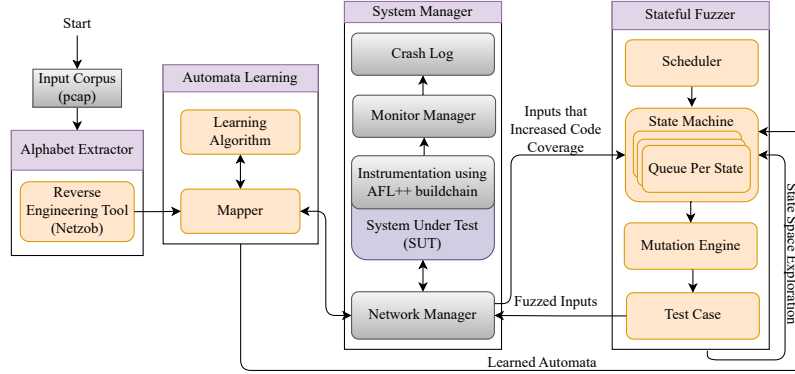 Start
Input Corpus
(pcap)
Alphabet Extractor
Reverse
Engineering Tool
(Netzob)
Automata Learning
Learning
Algorithm
Mapper
System Manager
Crash Log
Monitor Manager
Instrumentation using
AFL++ buildchain
System Under Test
(SUT)
Network Manager
Inputs that
Increased Code
Coverage
Fuzzed Inputs
Learned Automata
Stateful Fuzzer
Scheduler
State Machine
Queue Per State
Mutation Engine
Test Case
State Space Exploration